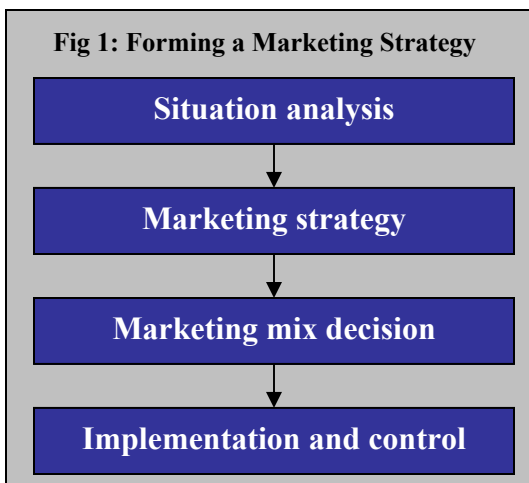 Fig 1: Forming a Marketing Strategy
Situation analysis
Marketing strategy
Marketing mix decision
Implementation and control